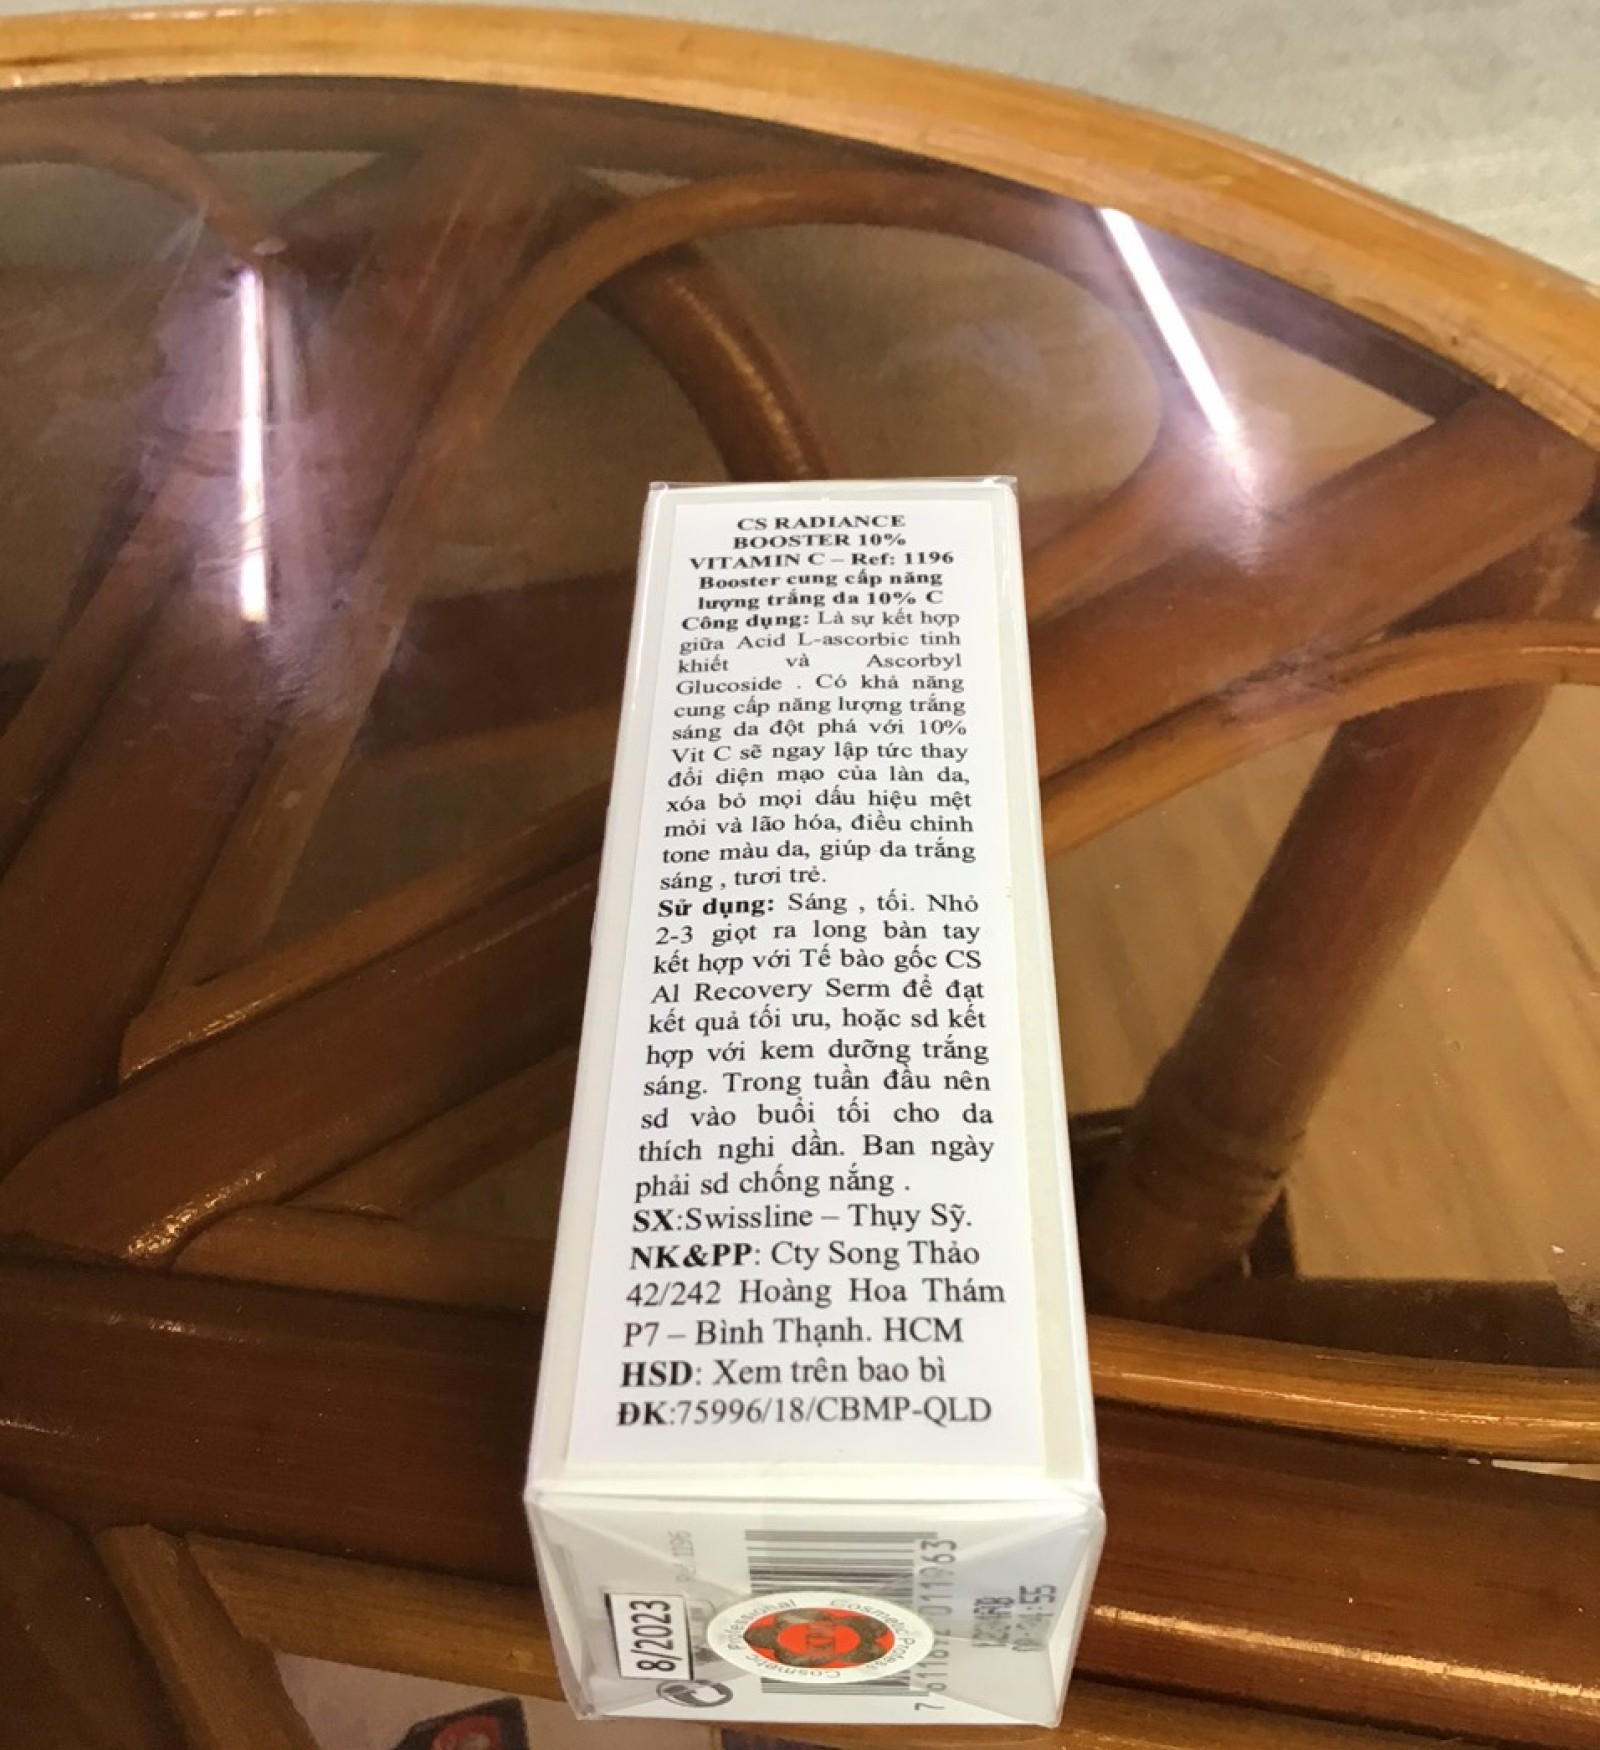 CS RADIANCE
BOOSTER 10%
VITAMIN C – Ref: 1196
Booster cung cấp năng
lượng trắng da 10% C
Công dụng: Là sự kết hợp
giữa Acid L-ascorbic tinh
khiết và Ascorbyl
Glucoside . Có khả năng
cung cấp năng lượng trắng
sáng da đột phá với 10%
Vit C sẽ ngay lập tức thay
đổi diện mạo của làn da,
xóa bỏ mọi dấu hiệu mệt
mỏi và lão hóa, điều chỉnh
tone màu da, giúp da trắng
sáng , tươi trẻ.
Sử dụng: Sáng , tối. Nhỏ
2-3 giọt ra long bàn tay
kết hợp với Tế bào gốc CS
Al Recovery Serm để đạt
kết quả tối ưu, hoặc sd kết
hợp với kem dưỡng trắng
sáng. Trong tuần đầu nên
sd vào buổi tối cho da
thích nghi dần. Ban ngày
phải sd chống nắng .
SX:Swissline – Thụy Sỹ.
NK&PP: Cty Song Thảo
42/242 Hoàng Hoa Thám
P7 – Bình Thạnh. HCM
HSD: Xem trên bao bì
ĐK:75996/18/CBMP-QLD
1196
8/2023
Professional Cosmetic Profess
Cosmetic